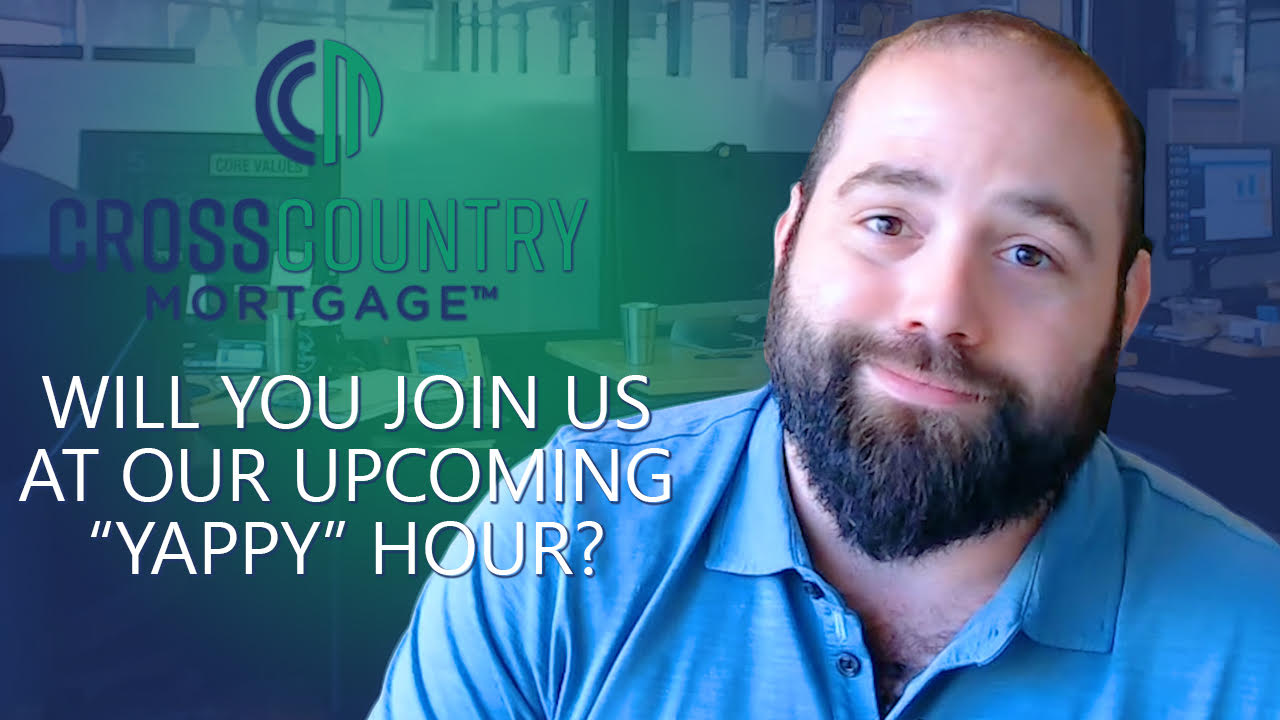 CORE VALUES
CROSSCOUNTRY
MORTGAGE™
WILL YOU JOIN US
AT OUR UPCOMING
“YAPPY” HOUR?